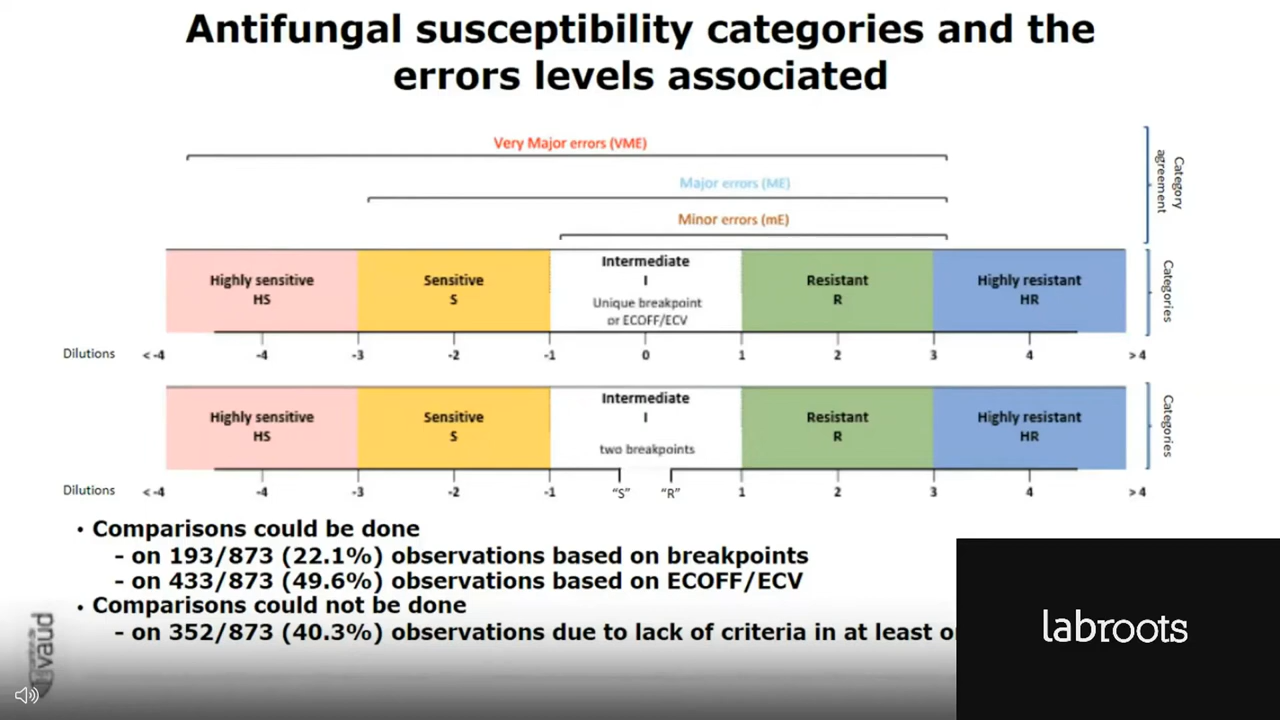 Antifungal susceptibility categories and the
errors levels associated
Very Major errors (VME)
Major errors (ME)
Minor errors (mE)
Category
agreement
Highly sensitive
HS
Sensitive
S
Intermediate
I
Unique breakpoint
or ECOFF/ECV
Resistant
R
Highly resistant
HR
Categories
Dilutions < -4 -4 -3 -2 -1 0 1 2 3 4 > 4
Highly sensitive
HS
Sensitive
S
Intermediate
I
two breakpoints
Resistant
R
Highly resistant
HR
Categories
Dilutions < -4 -4 -3 -2 -1 “S” “R” 1 2 3 4 > 4
• Comparisons could be done
- on 193/873 (22.1%) observations based on breakpoints
- on 433/873 (49.6%) observations based on ECOFF/ECV
• Comparisons could not be done
- on 352/873 (40.3%) observations due to lack of criteria in at least
labroots